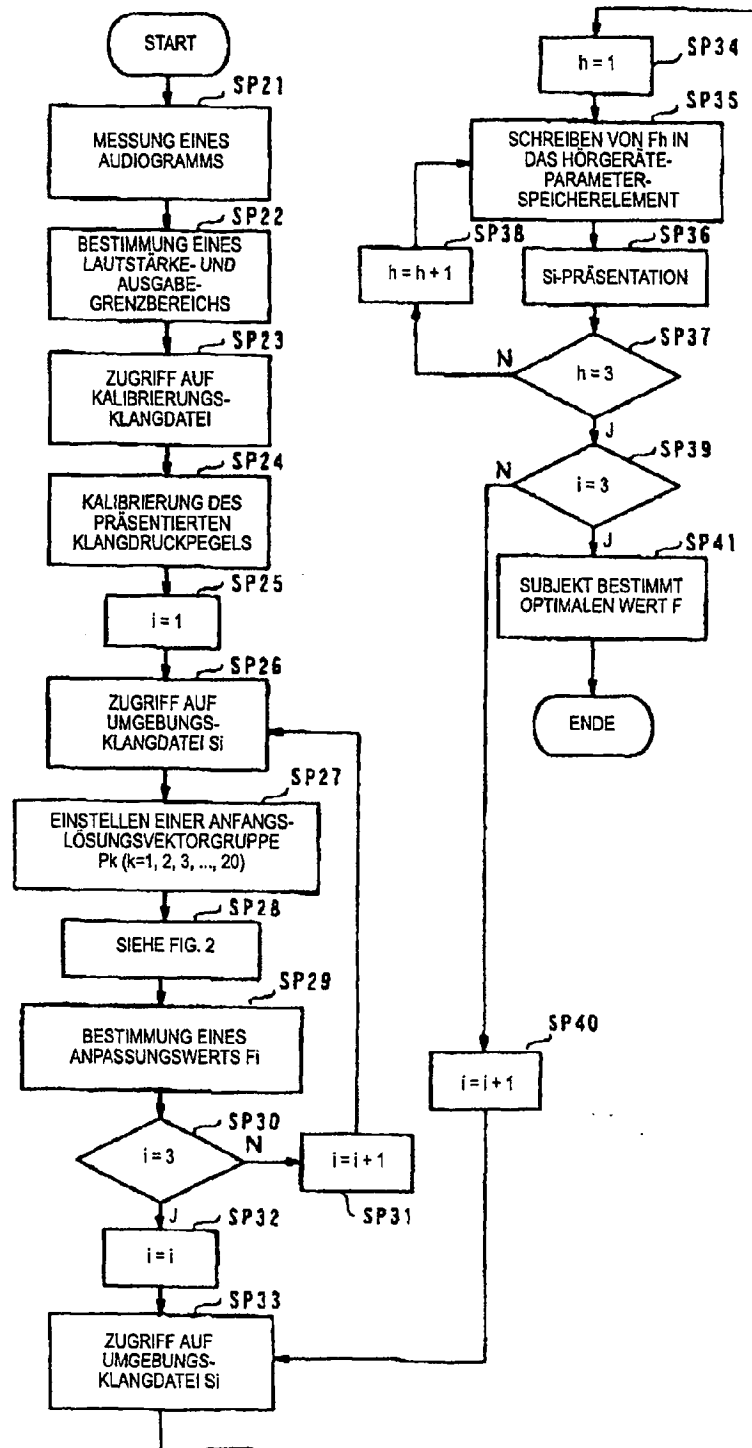 START
SP21
MESSUNG EINES
AUDIOGRAMMS
SP22
BESTIMMUNG EINES
LAUTSTÄRKE- UND
AUSGABE-
GRENZBEREICHS
SP23
ZUGRIFF AUF
KALIBRIERUNGS-
KLANGDATEI
SP24
KALIBRIERUNG DES
PRÄSENTIERTEN
KLANGDRUCKPEGELS
SP25
i = 1
SP26
ZUGRIFF AUF
UMGEBUNGS-
KLANGDATEI Si
SP27
EINSTELLEN EINER ANFANGS-
LÖSUNGSVEKTORGRUPPE
Pk (k=1, 2, 3, ..., 20)
SP28
SIEHE FIG. 2
SP29
BESTIMMUNG EINES
ANPASSUNGSWERTS Fi
SP30
i = 3
N
J
i = i + 1
SP31
SP32
i = i
SP33
ZUGRIFF AUF
UMGEBUNGS-
KLANGDATEI Si
SP34
h = 1
SP35
SCHREIBEN VON Fh IN
DAS HÖRGERÄTE-
PARAMETER-
SPEICHERELEMENT
SP38
h = h + 1
SP36
Si-PRÄSENTATION
SP37
N
h = 3
J
SP39
N
i = 3
J
SP41
SUBJEKT BESTIMMT
OPTIMALEN WERT F
ENDE
SP40
i = i + 1